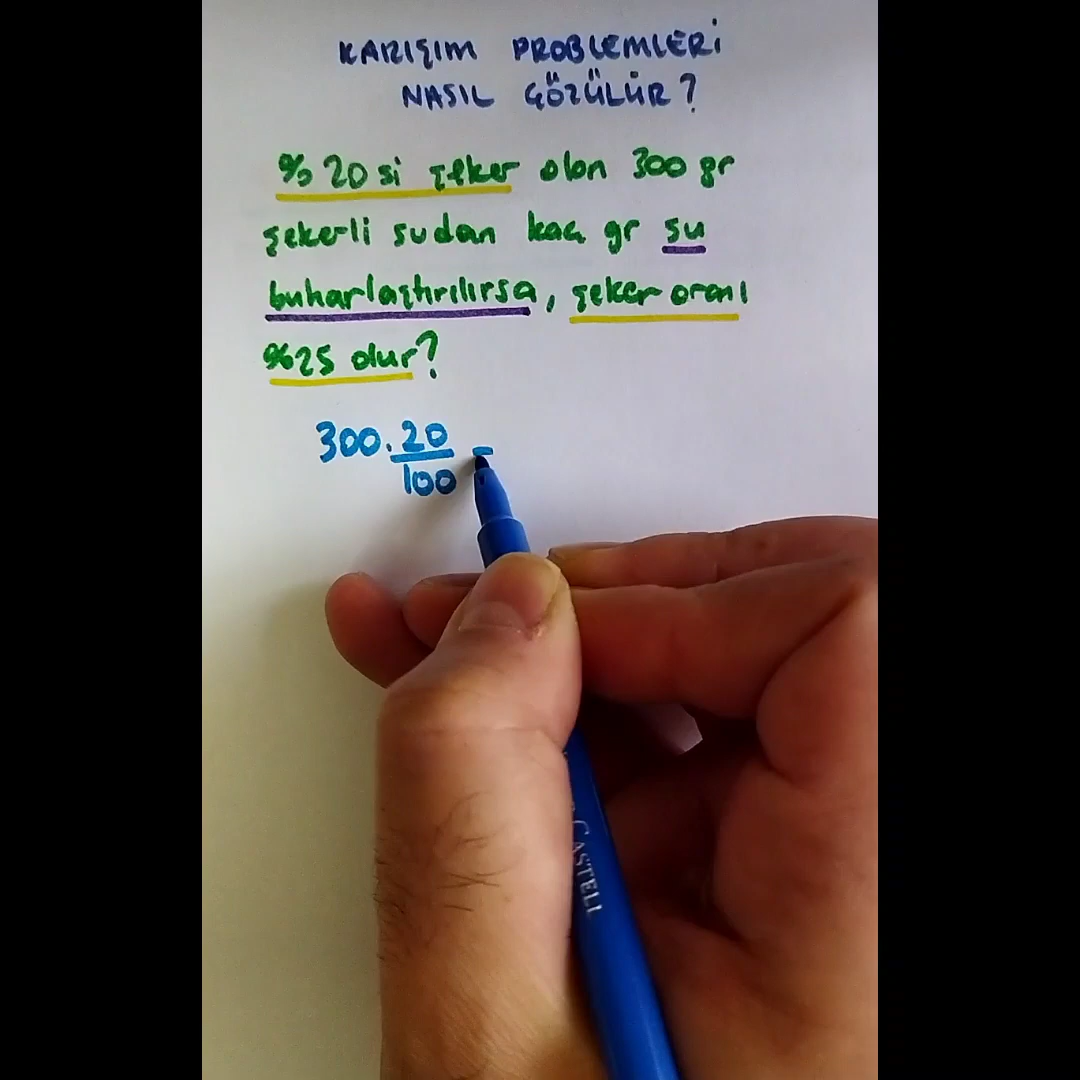 KARIŞIM PROBLEMLERİ
NASIL ÇÖZÜLÜR?
%20 si şeker olan 300 gr
şekerli sudan kaç gr su
buharlaştırılırsa, şeker oranı
%25 olur?
300 . 20/100 =
CASTELL